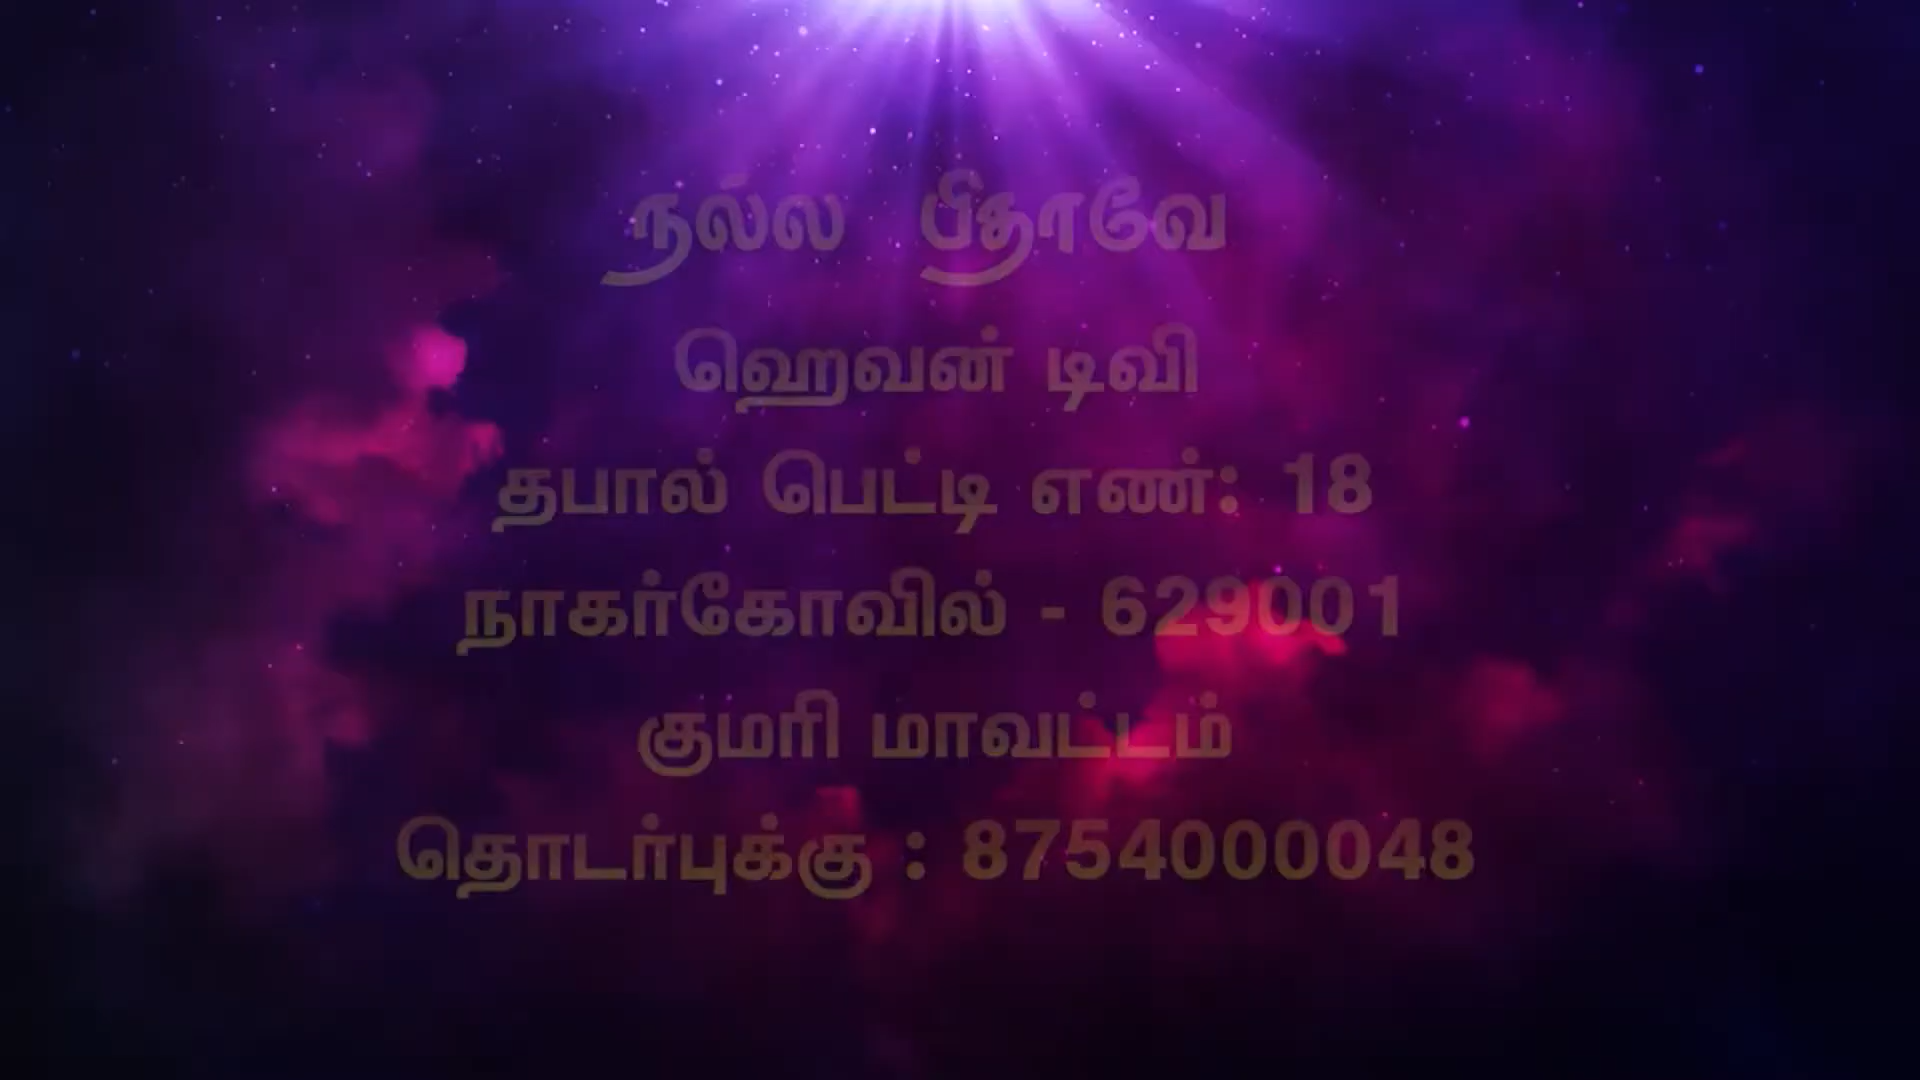 நல்ல பிதாவே
ஹெவன் டிவி
தபால் பெட்டி எண்: 18
நாகர்கோவில் - 629001
குமரி மாவட்டம்
தொடர்புக்கு : 8754000048